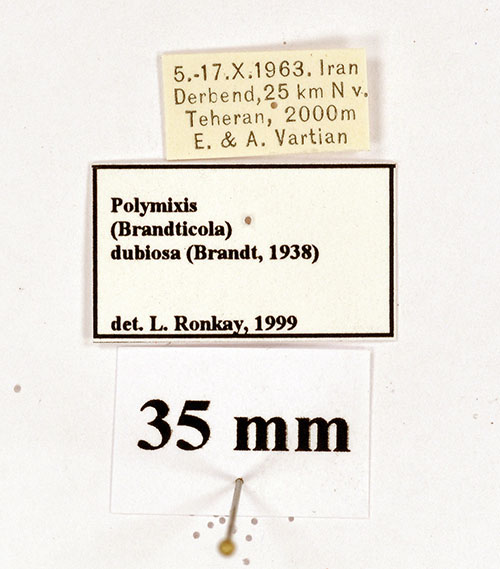 5.-17.X.1963. Iran
Derbend, 25 km N v.
Teheran, 2000m
E. & A. Vartian
Polymixis
(Brandticola)
dubiosa (Brandt, 1938)
det. L. Ronkay, 1999
35 mm